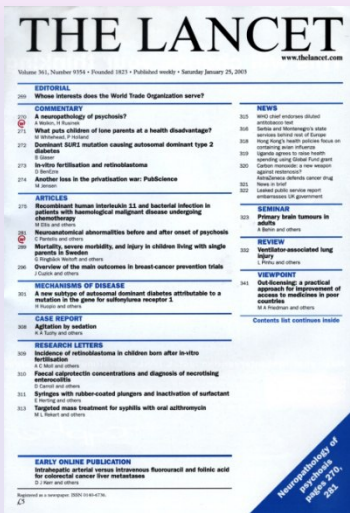 THE LANCET
www.thelancet.com
Volume 361, Number 9354 • Founded 1823 • Published weekly • Saturday January 25, 2003
EDITORIAL
269 Whose interests does the World Trade Organization serve?
COMMENTARY
270 A neuropathology of psychosis?
A Wolkin, H Rusinek
271 What puts children of lone parents at a health disadvantage?
M Whitehead, P Holland
272 Dominant SUR1 mutation causing autosomal dominant type 2
diabetes
B Glaser
273 In-vitro fertilisation and retinoblastoma
D BenEzra
274 Another loss in the privatisation war: PubScience
M Jensen
ARTICLES
275 Recombinant human interleukin 11 and bacterial infection in
patients with haemological malignant disease undergoing
chemotherapy
M Ellis and others
281 Neuroanatomical abnormalities before and after onset of psychosis
C Pantelis and others
289 Mortality, severe morbidity, and injury in children living with single
parents in Sweden
G Ringbäck Weitoft and others
296 Overview of the main outcomes in breast-cancer prevention trials
J Cuzick and others
MECHANISMS OF DISEASE
301 A new subtype of autosomal dominant diabetes attributable to a
mutation in the gene for sulfonylurea receptor 1
H Huopio and others
CASE REPORT
308 Agitation by sedation
K A Tuohy and others
RESEARCH LETTERS
309 Incidence of retinoblastoma in children born after in-vitro
fertilisation
A C Moll and others
310 Faecal calprotectin concentrations and diagnosis of necrotising
enterocolitis
D Carroll and others
311 Syringes with rubber-coated plungers and inactivation of surfactant
E Herting and others
313 Targeted mass treatment for syphilis with oral azithromycin
M L Rekart and others
EARLY ONLINE PUBLICATION
Intrahepatic arterial versus intravenous fluorouracil and folinic acid
for colorectal cancer liver metastases
D J Kerr and others
Registered as a newspaper. ISSN 0140-6736.
NEWS
315 WHO chief endorses diluted
antitobacco text
316 Serbia and Montenegro's state
services behind rest of Europe
318 Hong Kong's health policies focus on
containing avian influenza
319 Uganda agrees to raise health
spending using Global Fund grant
320 Carbon monoxide: a new weapon
against restenosis?
AstraZeneca defends cancer drug
321 News in brief
322 Leaked public service report
embarrasses UK government
SEMINAR
323 Primary brain tumours in
adults
A Behin and others
REVIEW
332 Ventilator-associated lung
injury
L Pinhu and others
VIEWPOINT
341 Out-licensing: a practical
approach for improvement of
access to medicines in poor
countries
M A Friedman and others
Contents list continues inside
Neuropathology of
psychosis
pages 270,
281